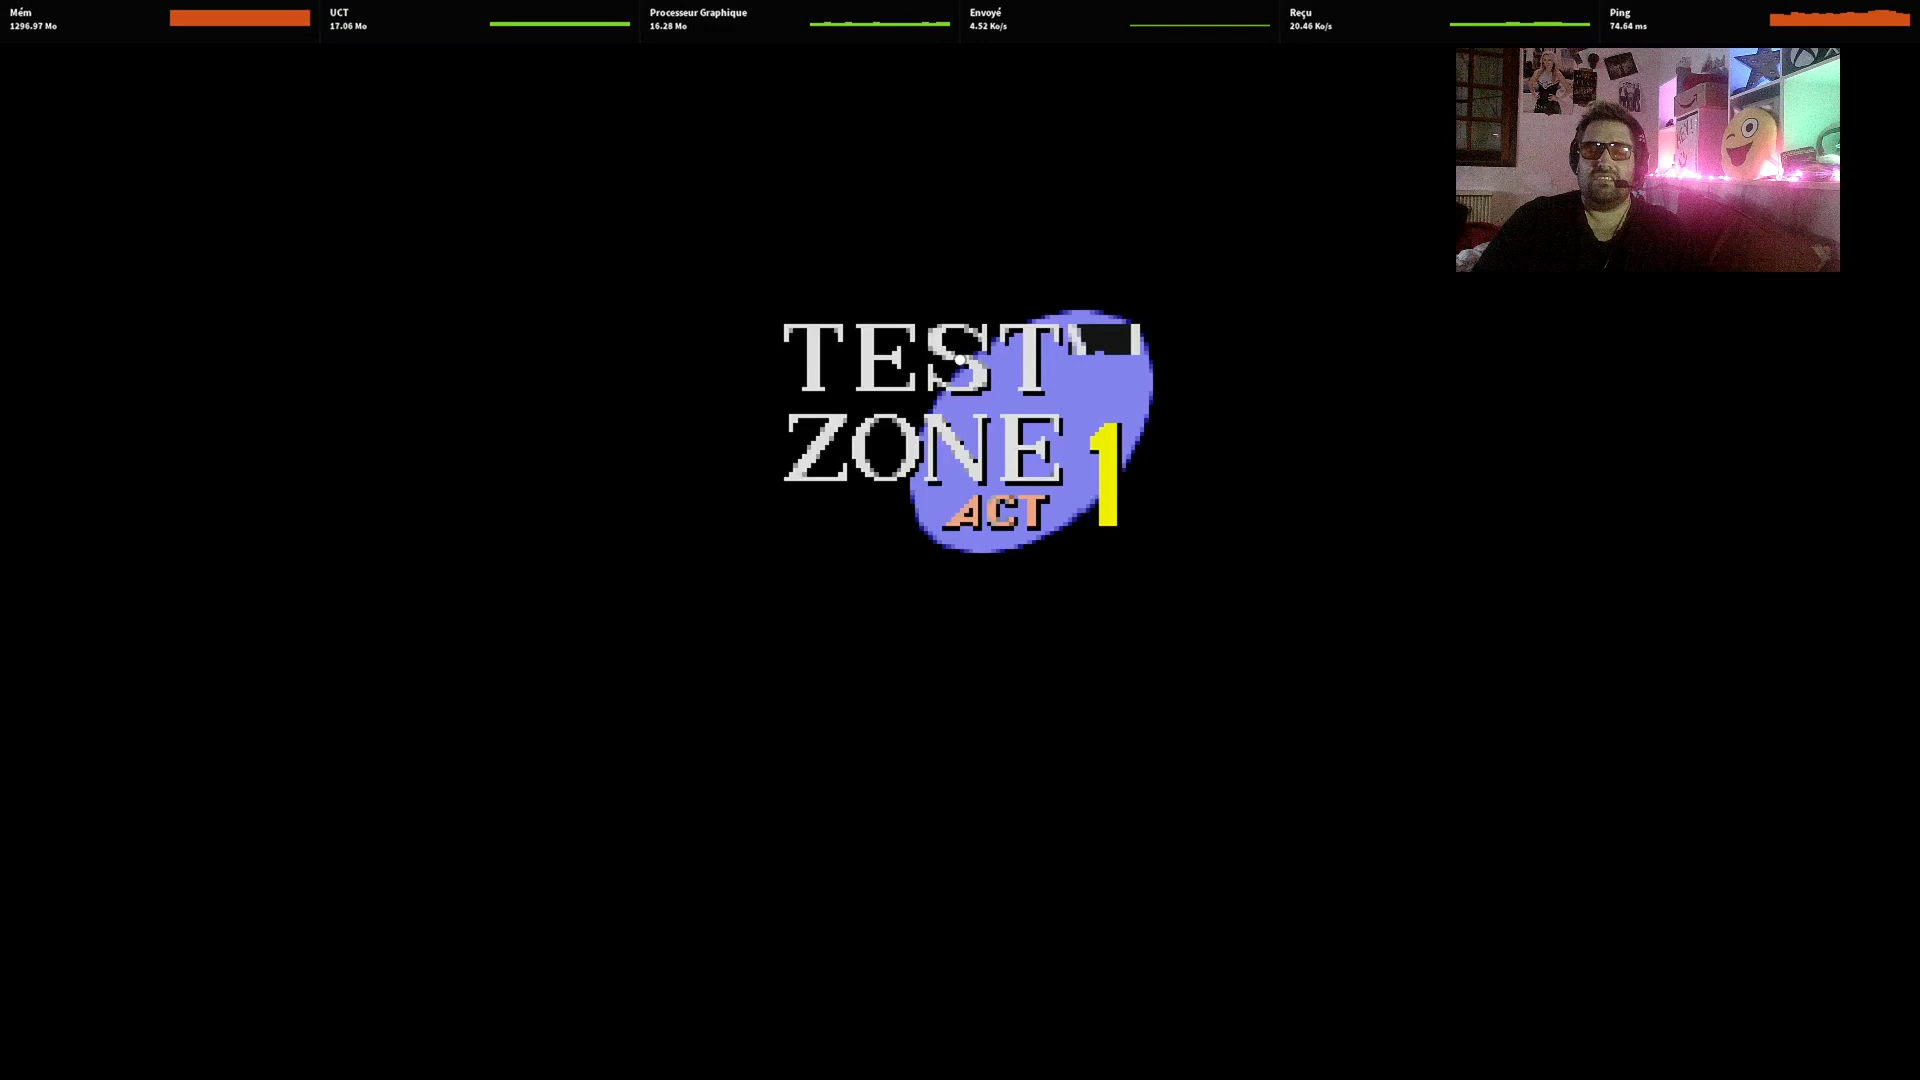 Mém
1296.97 Mo
UCT
17.06 Mo
Processeur Graphique
16.28 Mo
Envoyé
4.52 Ko/s
Reçu
20.46 Ko/s
Ping
74.64 ms
TEST
ZONE 1
ACT